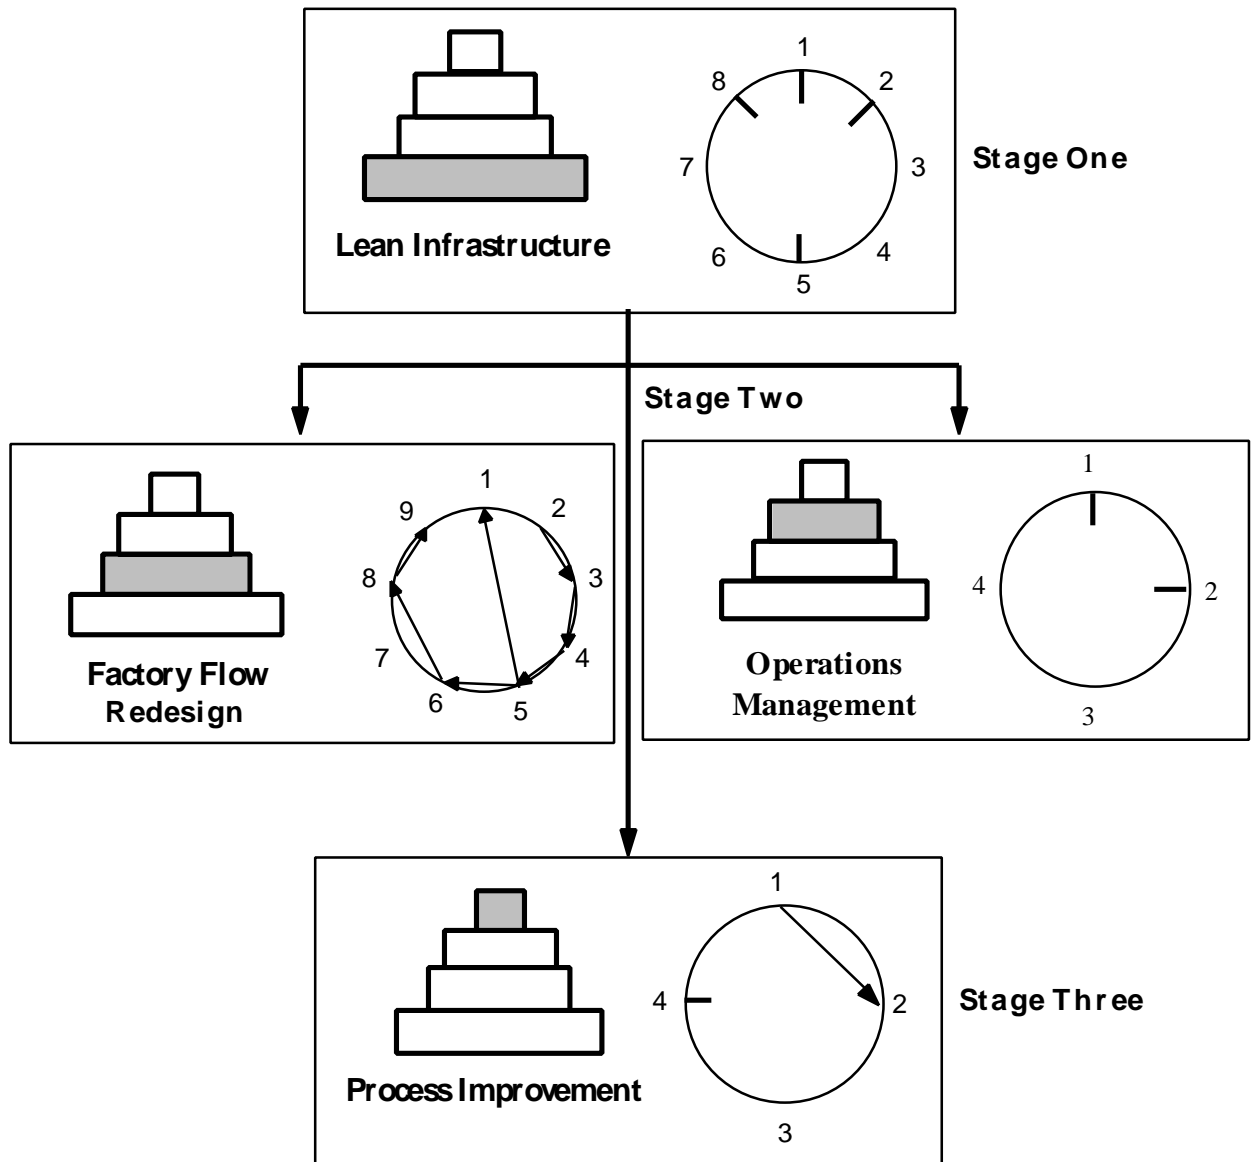 1
8
2
Stage One
7
3
Lean Infrastructure
6
4
5
Stage Two
1
9
2
8
3
7
4
Factory Flow
Redesign
6
5
1
4
2
Operations
Management
3
1
4
2
Stage Three
Process Improvement
3